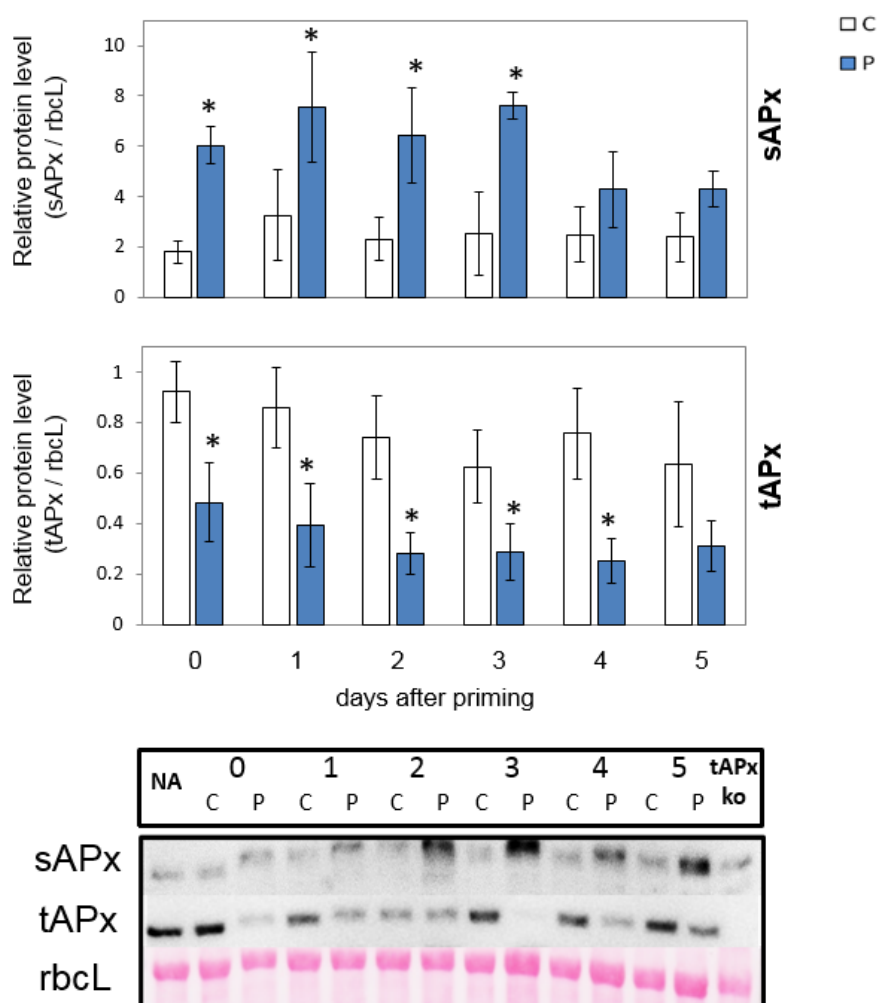 C
P
10
8
6
4
2
0
Relative protein level
(sAPx / rbcL)
* * * *
sAPx
1
0.8
0.6
0.4
0.2
0
Relative protein level
(tAPx / rbcL)
* * * * *
tAPx
0 1 2 3 4 5
days after priming
NA 0 1 2 3 4 5 tAPx
C P C P C P C P C P C P ko
sAPx
tAPx
rbcL